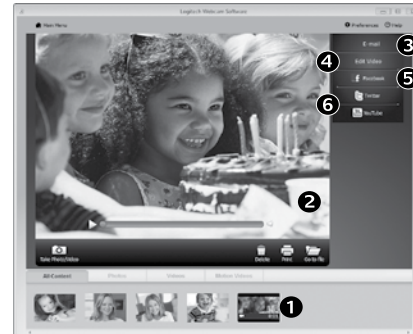 Logitech Webcam Software
Main Menu
Preferences Help
E-mail
3
4
Edit Video
Facebook
5
6
Twitter
YouTube
2
Take Photo/Video
Delete
Print
Go to file
All Content
Photos
Videos
Motion Videos
1